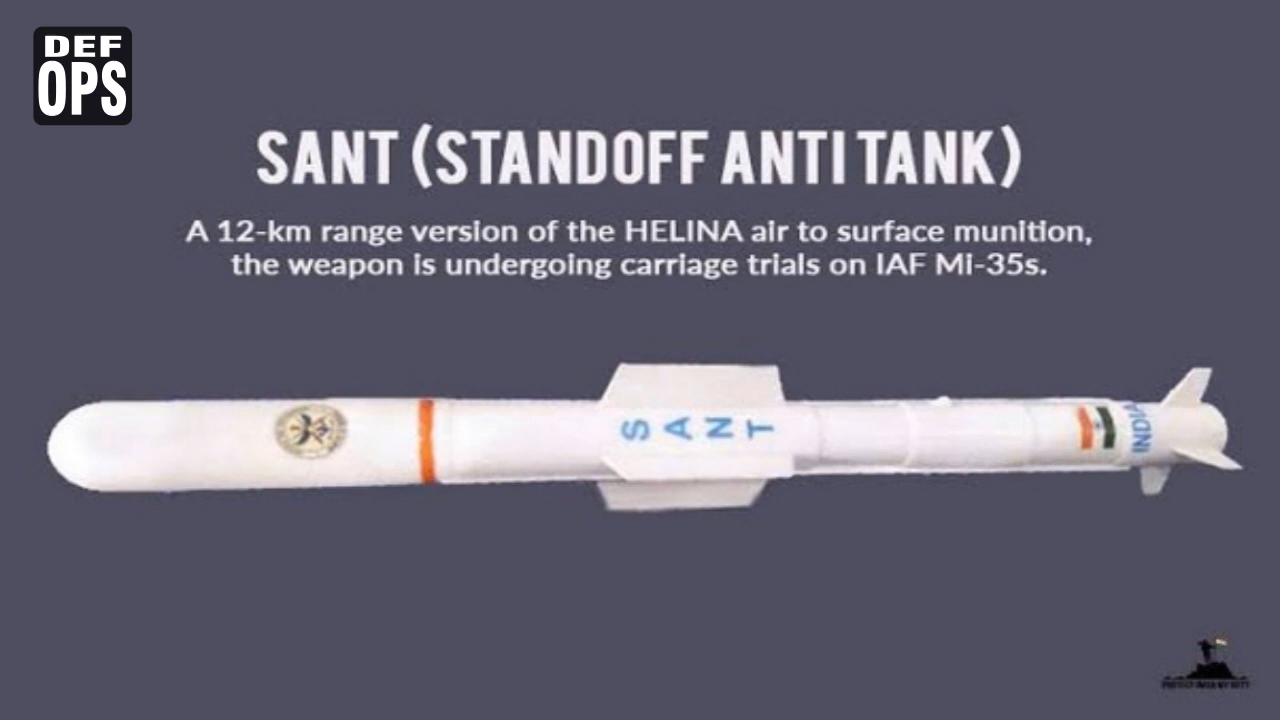 DEF
OPS
SANT (STANDOFF ANTI TANK)
A 12-km range version of the HELINA air to surface munition,
the weapon is undergoing carriage trials on IAF Mi-35s.
SANT
INDIA